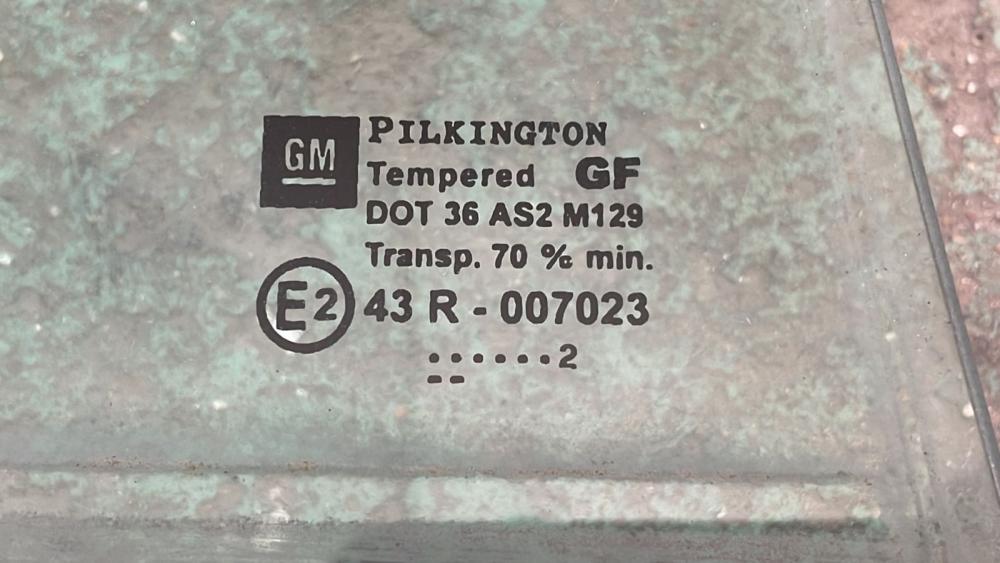 GM
PILKINGTON
Tempered GF
DOT 36 AS2 M129
Transp. 70 % min.
E2 43 R - 007023
......2
--